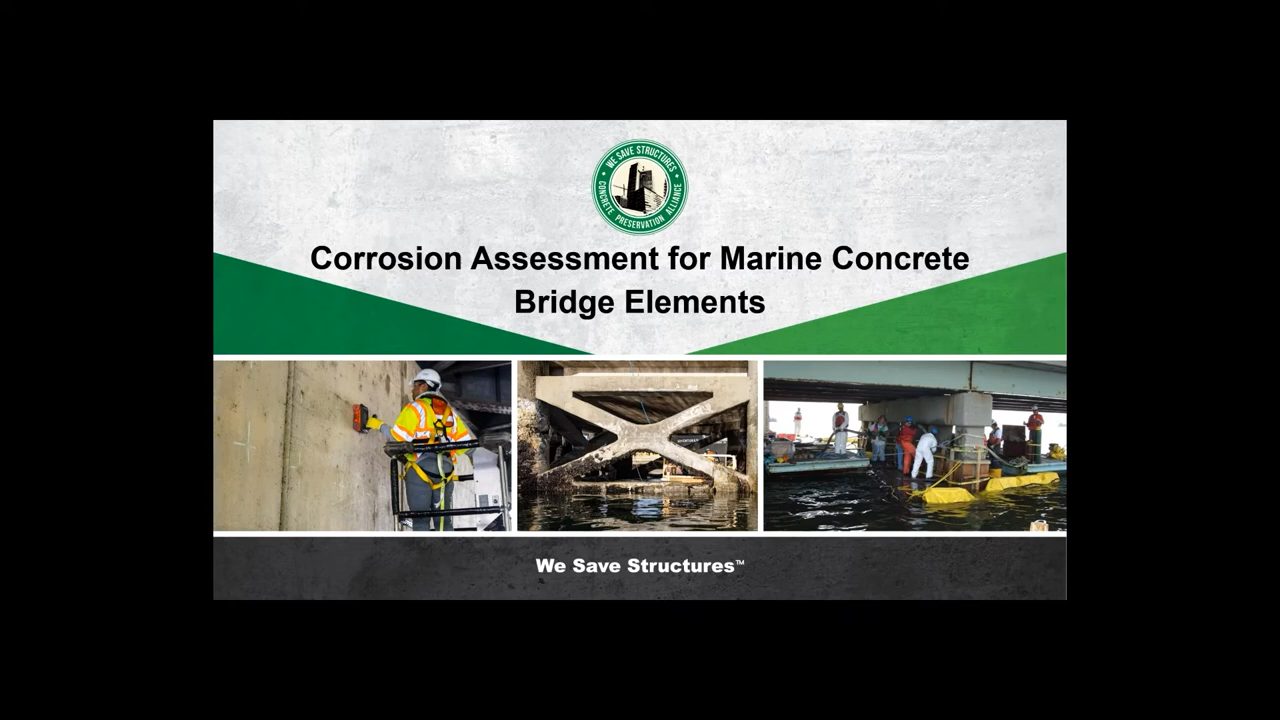 WE SAVE STRUCTURES
CONCRETE PRESERVATION ALLIANCE
Corrosion Assessment for Marine Concrete
Bridge Elements
We Save Structures™